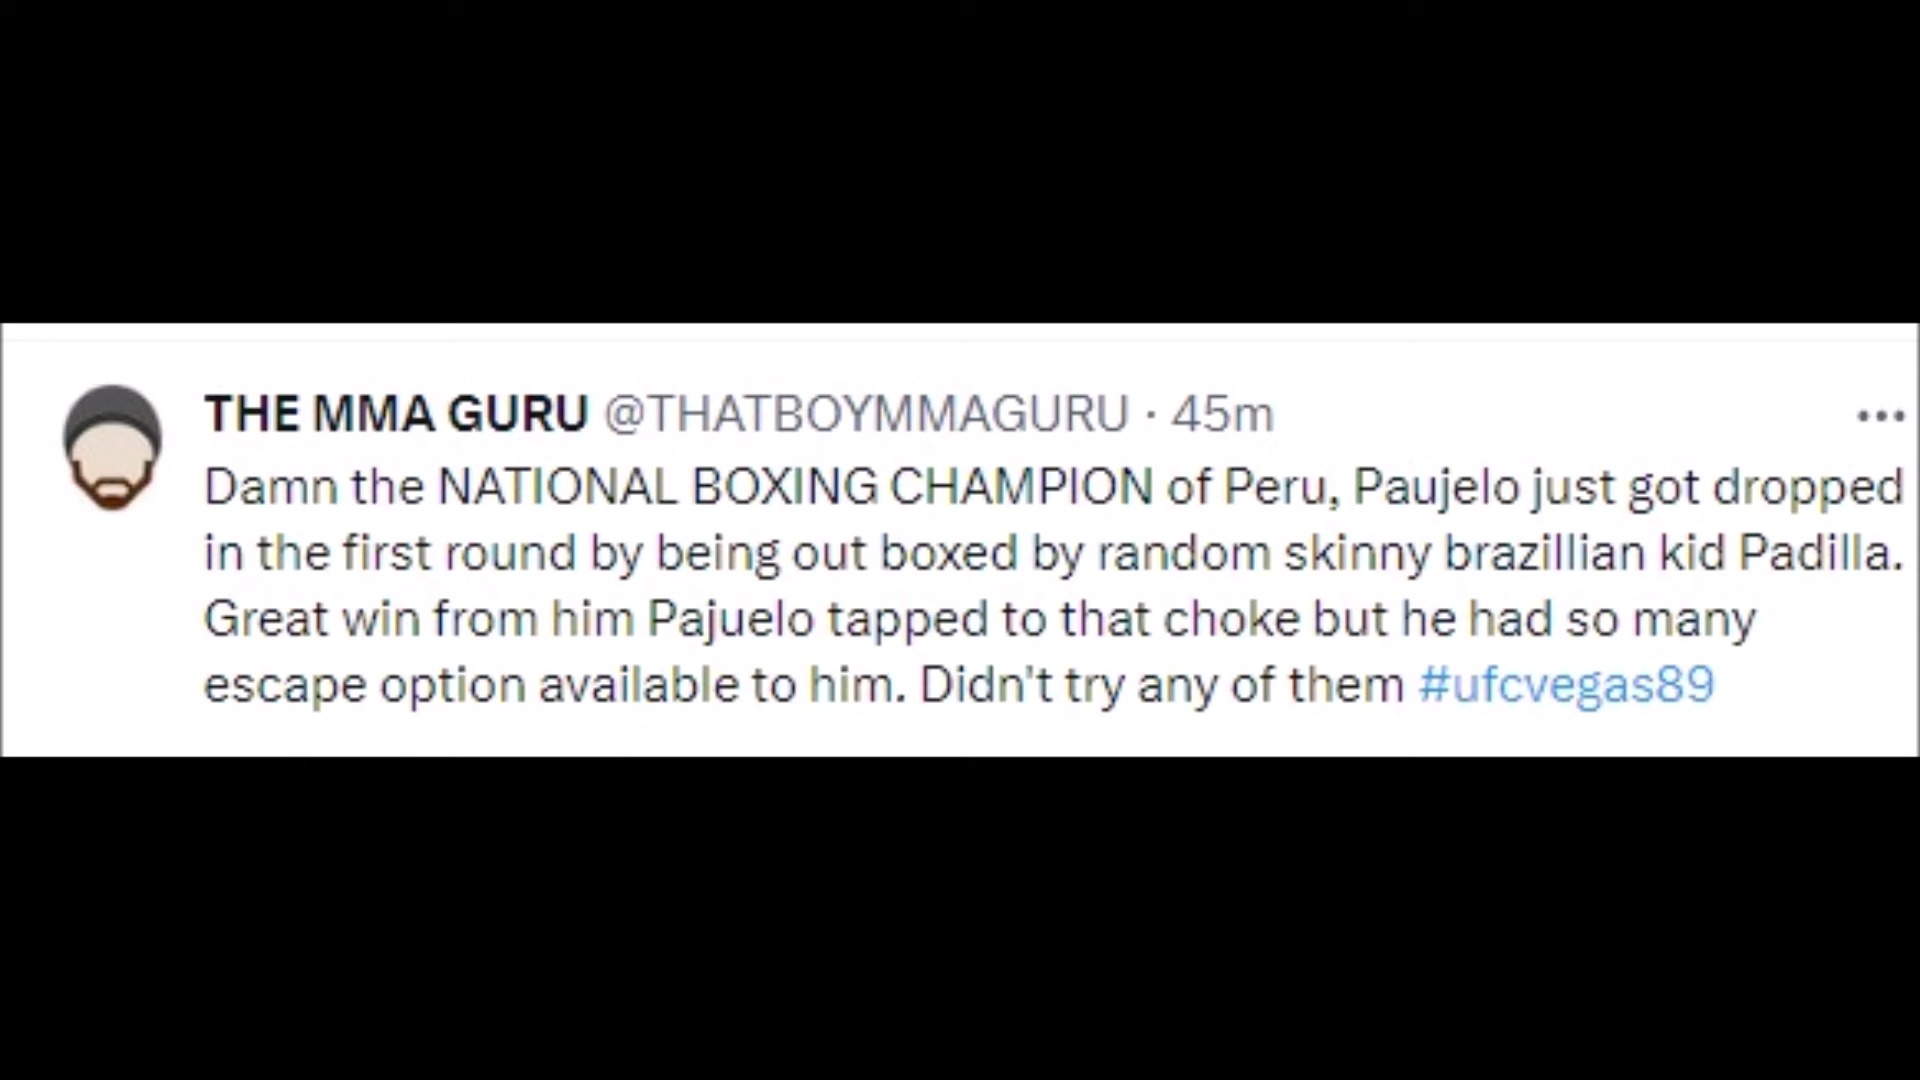 THE MMA GURU @THATBOYMMAGURU · 45m
Damn the NATIONAL BOXING CHAMPION of Peru, Paujelo just got dropped
in the first round by being out boxed by random skinny brazillian kid Padilla.
Great win from him Pajuelo tapped to that choke but he had so many
escape option available to him. Didn't try any of them #ufcvegas89